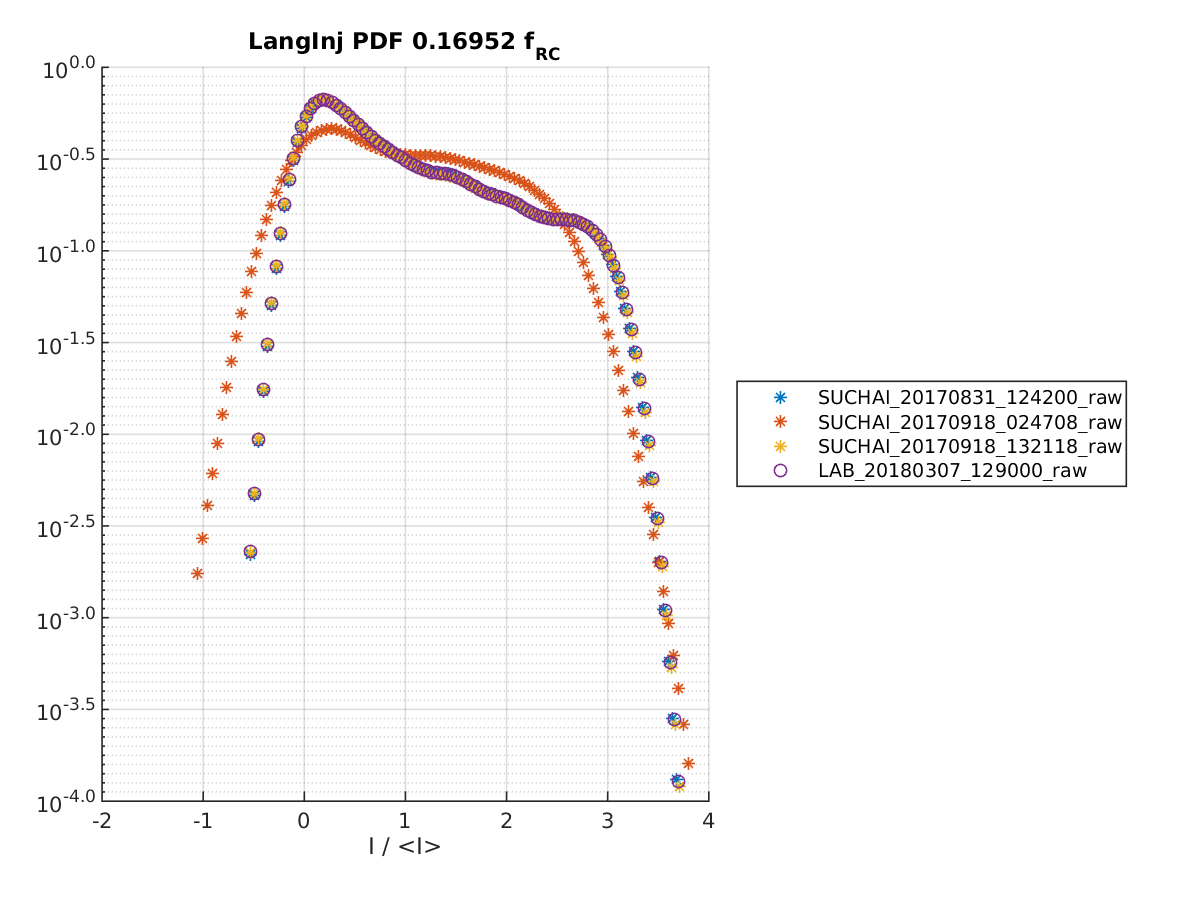 LangInj PDF 0.16952 f_RC
10^0.0
10^-0.5
10^-1.0
10^-1.5
10^-2.0
10^-2.5
10^-3.0
10^-3.5
10^-4.0
-2 -1 0 1 2 3 4
I / <I>
SUCHAI_20170831_124200_raw
SUCHAI_20170918_024708_raw
SUCHAI_20170918_132118_raw
LAB_20180307_129000_raw